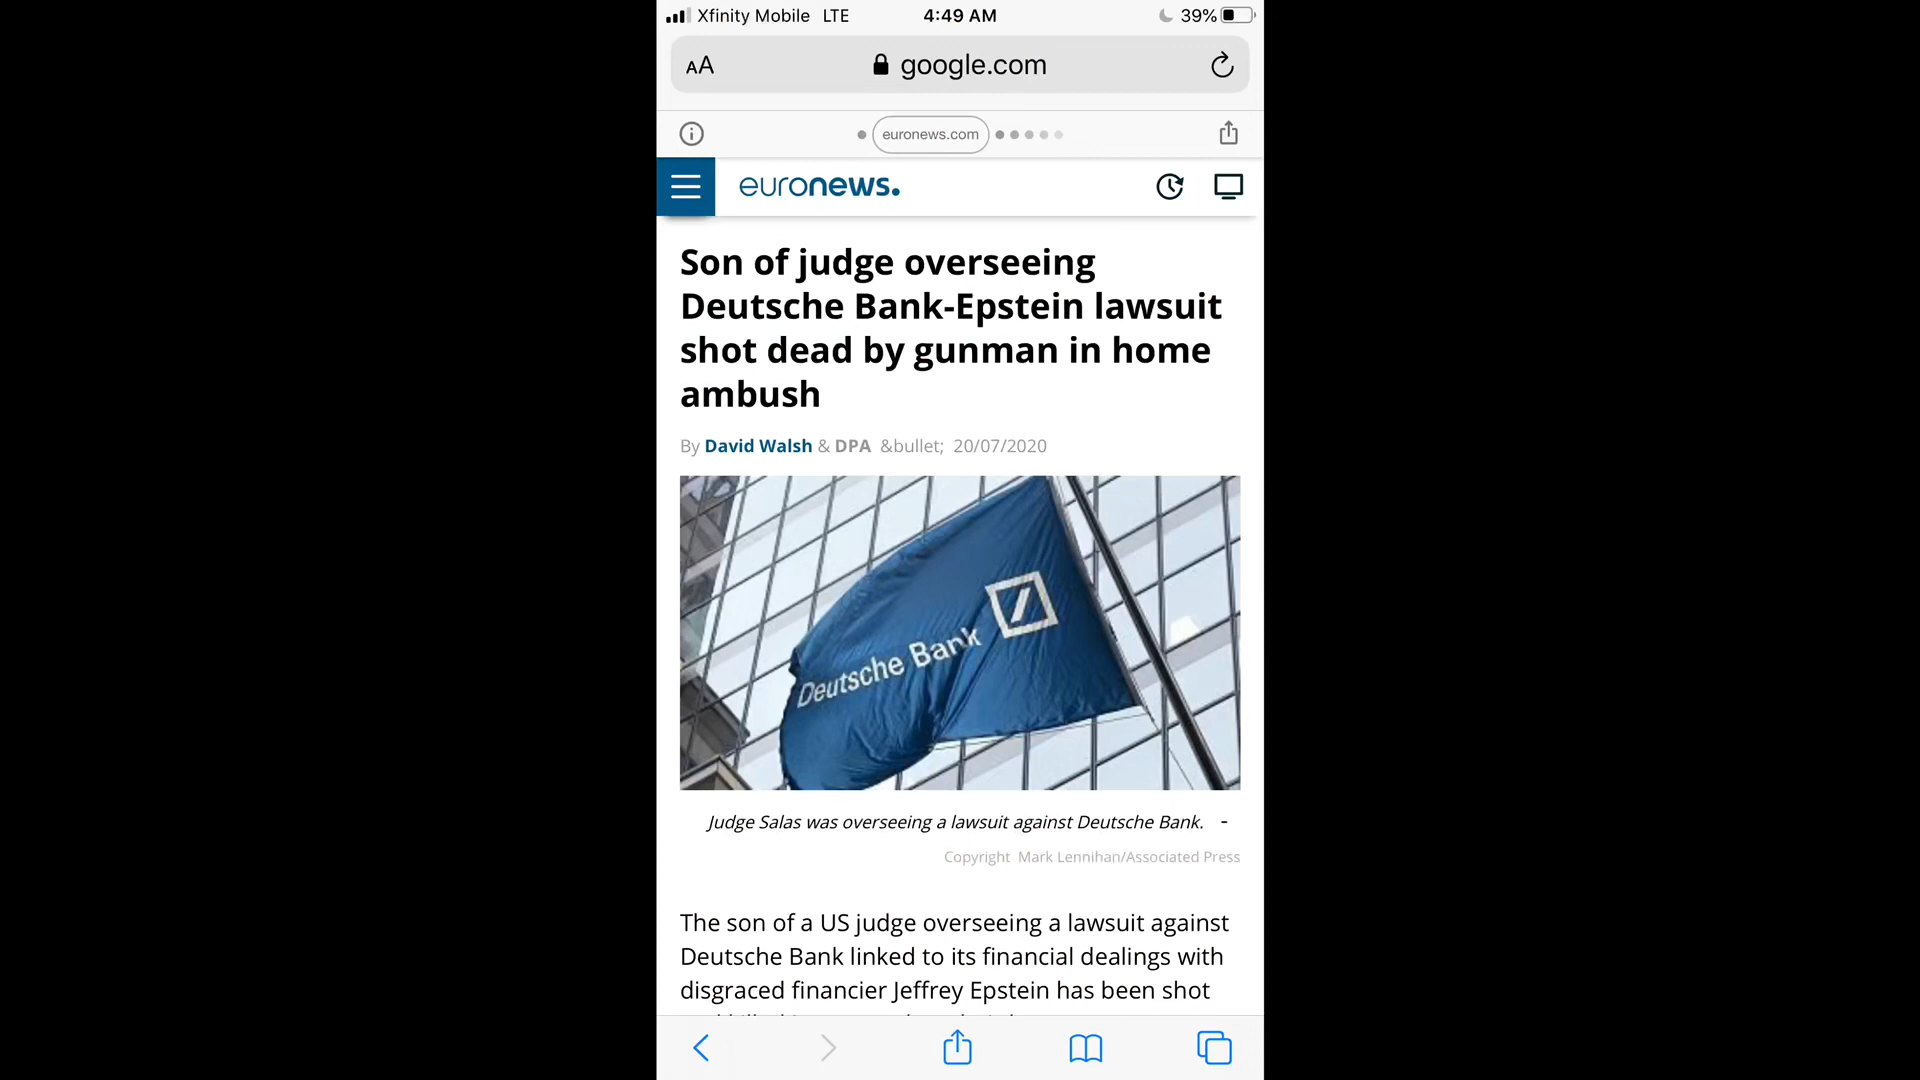 Xfinity Mobile LTE 4:49 AM 39%
AA google.com
euronews.com
euronews.
Son of judge overseeing
Deutsche Bank-Epstein lawsuit
shot dead by gunman in home
ambush
By David Walsh & DPA &bullet; 20/07/2020
Deutsche Bank
Judge Salas was overseeing a lawsuit against Deutsche Bank. -
Copyright Mark Lennihan/Associated Press
The son of a US judge overseeing a lawsuit against
Deutsche Bank linked to its financial dealings with
disgraced financier Jeffrey Epstein has been shot